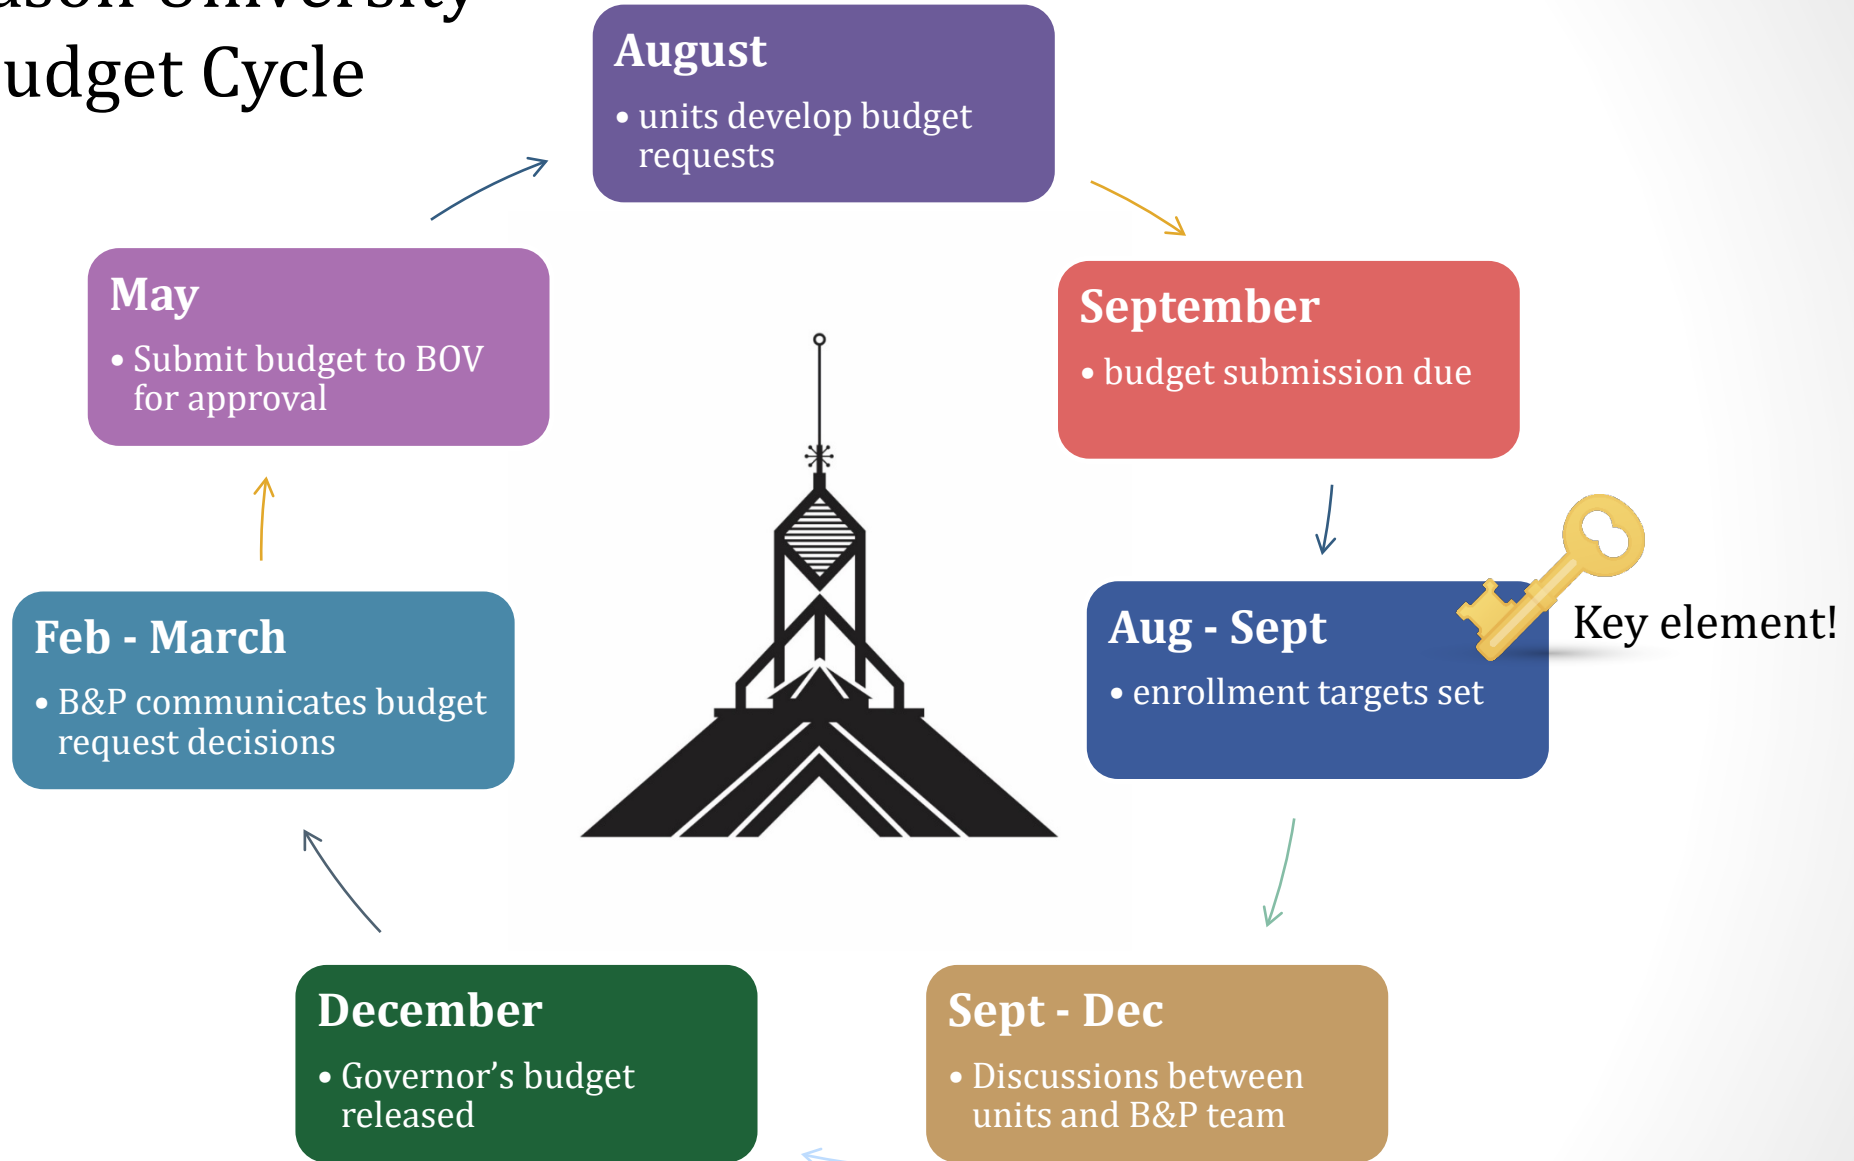 University
udget Cycle
August
• units develop budget
requests
September
• budget submission due
Aug - Sept
• enrollment targets set
Key element!
Sept - Dec
• Discussions between
units and B&P team
December
• Governor’s budget
released
Feb - March
• B&P communicates budget
request decisions
May
• Submit budget to BOV
for approval